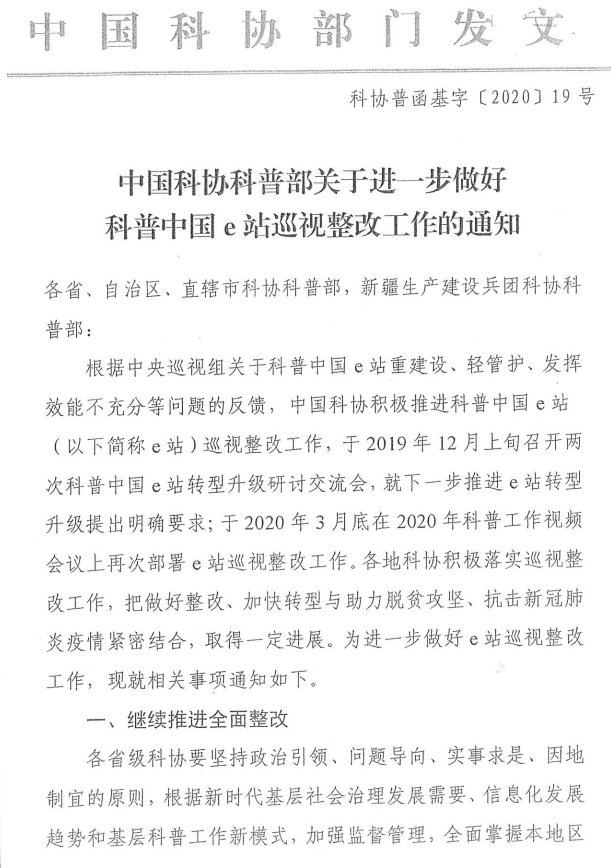 中国科协部门发文
科协普函基字〔2020〕19号
中国科协科普部关于进一步做好
科普中国e站巡视整改工作的通知
各省、自治区、直辖市科协科普部，新疆生产建设兵团科协科
普部：
根据中央巡视组关于科普中国e站重建设、轻管护、发挥
效能不充分等问题的反馈，中国科协积极推进科普中国e站
（以下简称e站）巡视整改工作，于2019年12月上旬召开两
次科普中国e站转型升级研讨交流会，就下一步推进e站转型
升级提出明确要求；于2020年3月底在2020年科普工作视频
会议上再次部署e站巡视整改工作。各地科协积极落实巡视整
改工作，把做好整改、加快转型与助力脱贫攻坚、抗击新冠肺
炎疫情紧密结合，取得一定进展。为进一步做好e站巡视整改
工作，现就相关事项通知如下。
一、继续推进全面整改
各省级科协要坚持政治引领、问题导向、实事求是、因地
制宜的原则，根据新时代基层社会治理发展需要、信息化发展
趋势和基层科普工作新模式，加强监督管理，全面掌握本地区